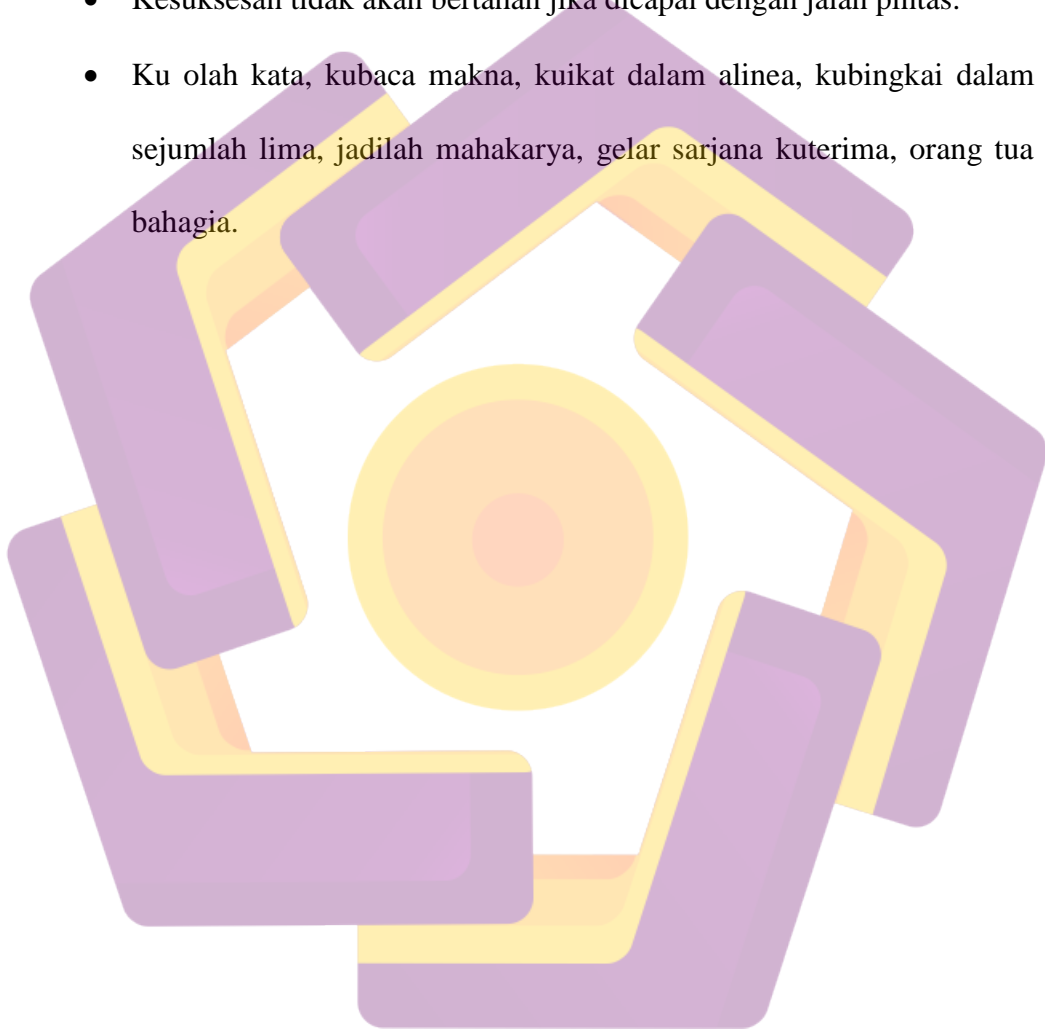 • Kesuksesan tidak akan bertahan jika dicapai dengan jalan pintas.
• Ku olah kata, kubaca makna, kuikat dalam alinea, kubingkai dalam
sejumlah lima, jadilah mahakarya, gelar sarjana kuterima, orang tua
bahagia.